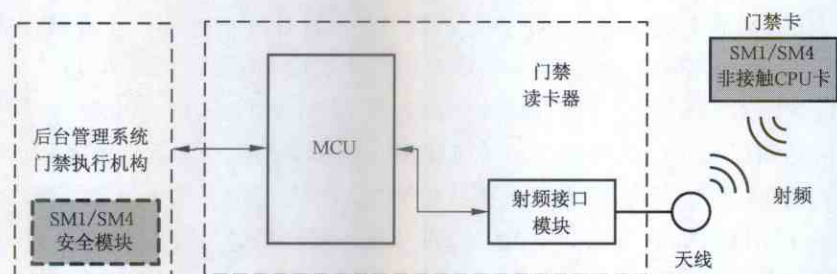 后台管理系统
门禁执行机构
SM1/SM4
安全模块
MCU
门禁
读卡器
射频接口
模块
天线
射频
门禁卡
SM1/SM4
非接触CPU卡